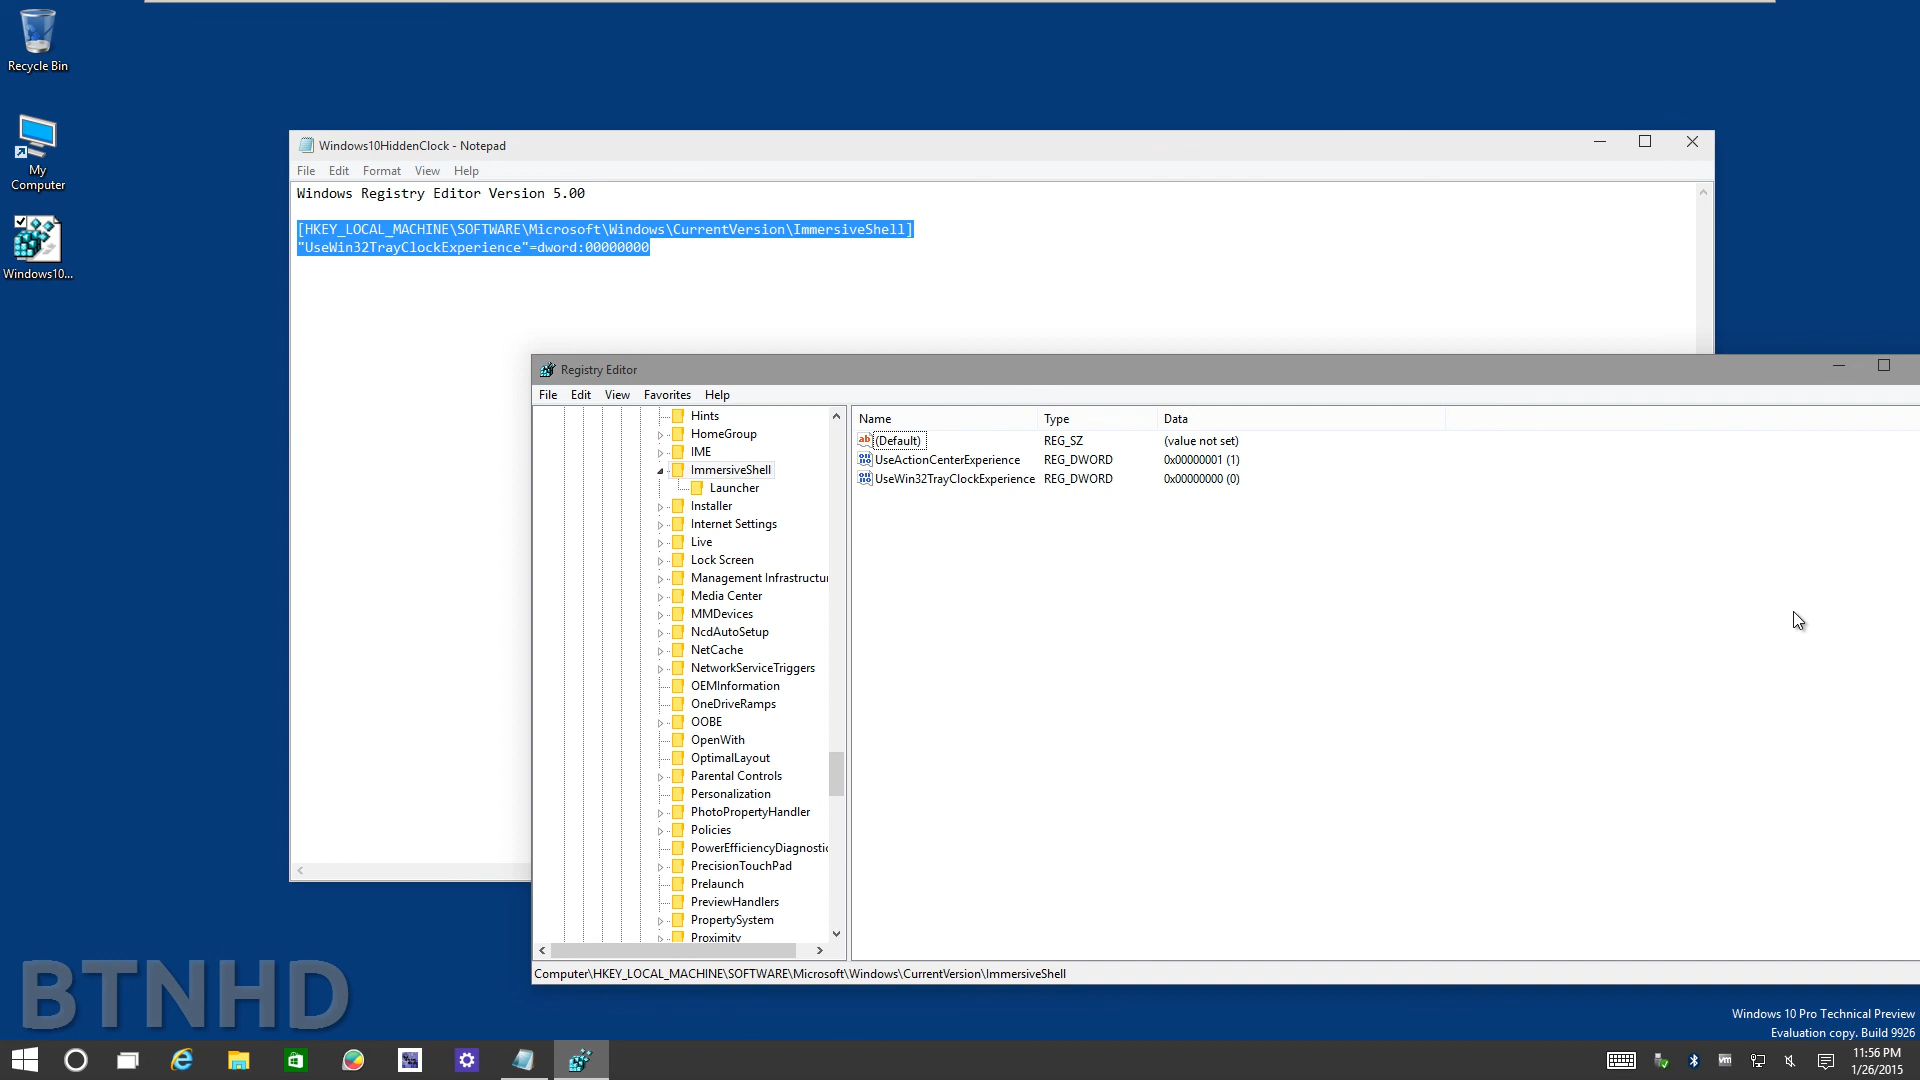 Recycle Bin
My
Computer
Windows10...
Windows10HiddenClock - Notepad
File Edit Format View Help
Windows Registry Editor Version 5.00
[HKEY_LOCAL_MACHINE\SOFTWARE\Microsoft\Windows\CurrentVersion\ImmersiveShell]
"UseWin32TrayClockExperience"=dword:00000000
Registry Editor
File Edit View Favorites Help
Hints
HomeGroup
IME
ImmersiveShell
Launcher
Installer
Internet Settings
Live
Lock Screen
Management Infrastructur
Media Center
MMDevices
NcdAutoSetup
NetCache
NetworkServiceTriggers
OEMInformation
OneDriveRamps
OOBE
OpenWith
OptimalLayout
Parental Controls
Personalization
PhotoPropertyHandler
Policies
PowerEfficiencyDiagnostic
PrecisionTouchPad
Prelaunch
PreviewHandlers
PropertySystem
Proximity
Name Type Data
(Default) REG_SZ (value not set)
UseActionCenterExperience REG_DWORD 0x00000001 (1)
UseWin32TrayClockExperience REG_DWORD 0x00000000 (0)
Computer\HKEY_LOCAL_MACHINE\SOFTWARE\Microsoft\Windows\CurrentVersion\ImmersiveShell
BTNHD
Windows 10 Pro Technical Preview
Evaluation copy. Build 9926
11:56 PM
1/26/2015